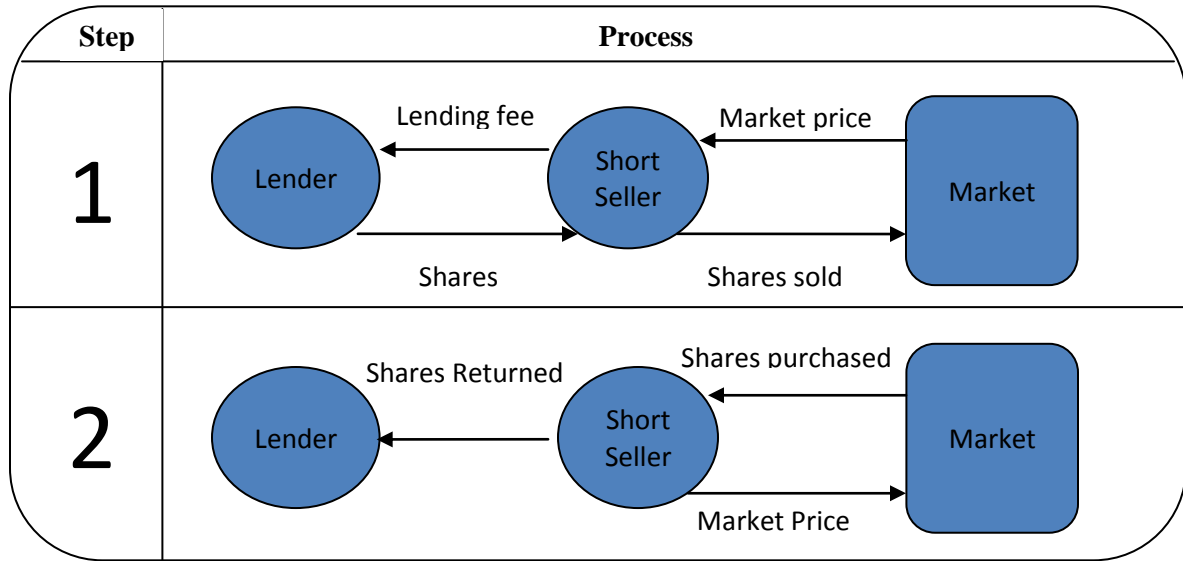 Step
Process
1
Lending fee
Market price
Lender
Short
Seller
Market
Shares
Shares sold
2
Shares Returned
Shares purchased
Lender
Short
Seller
Market
Market Price